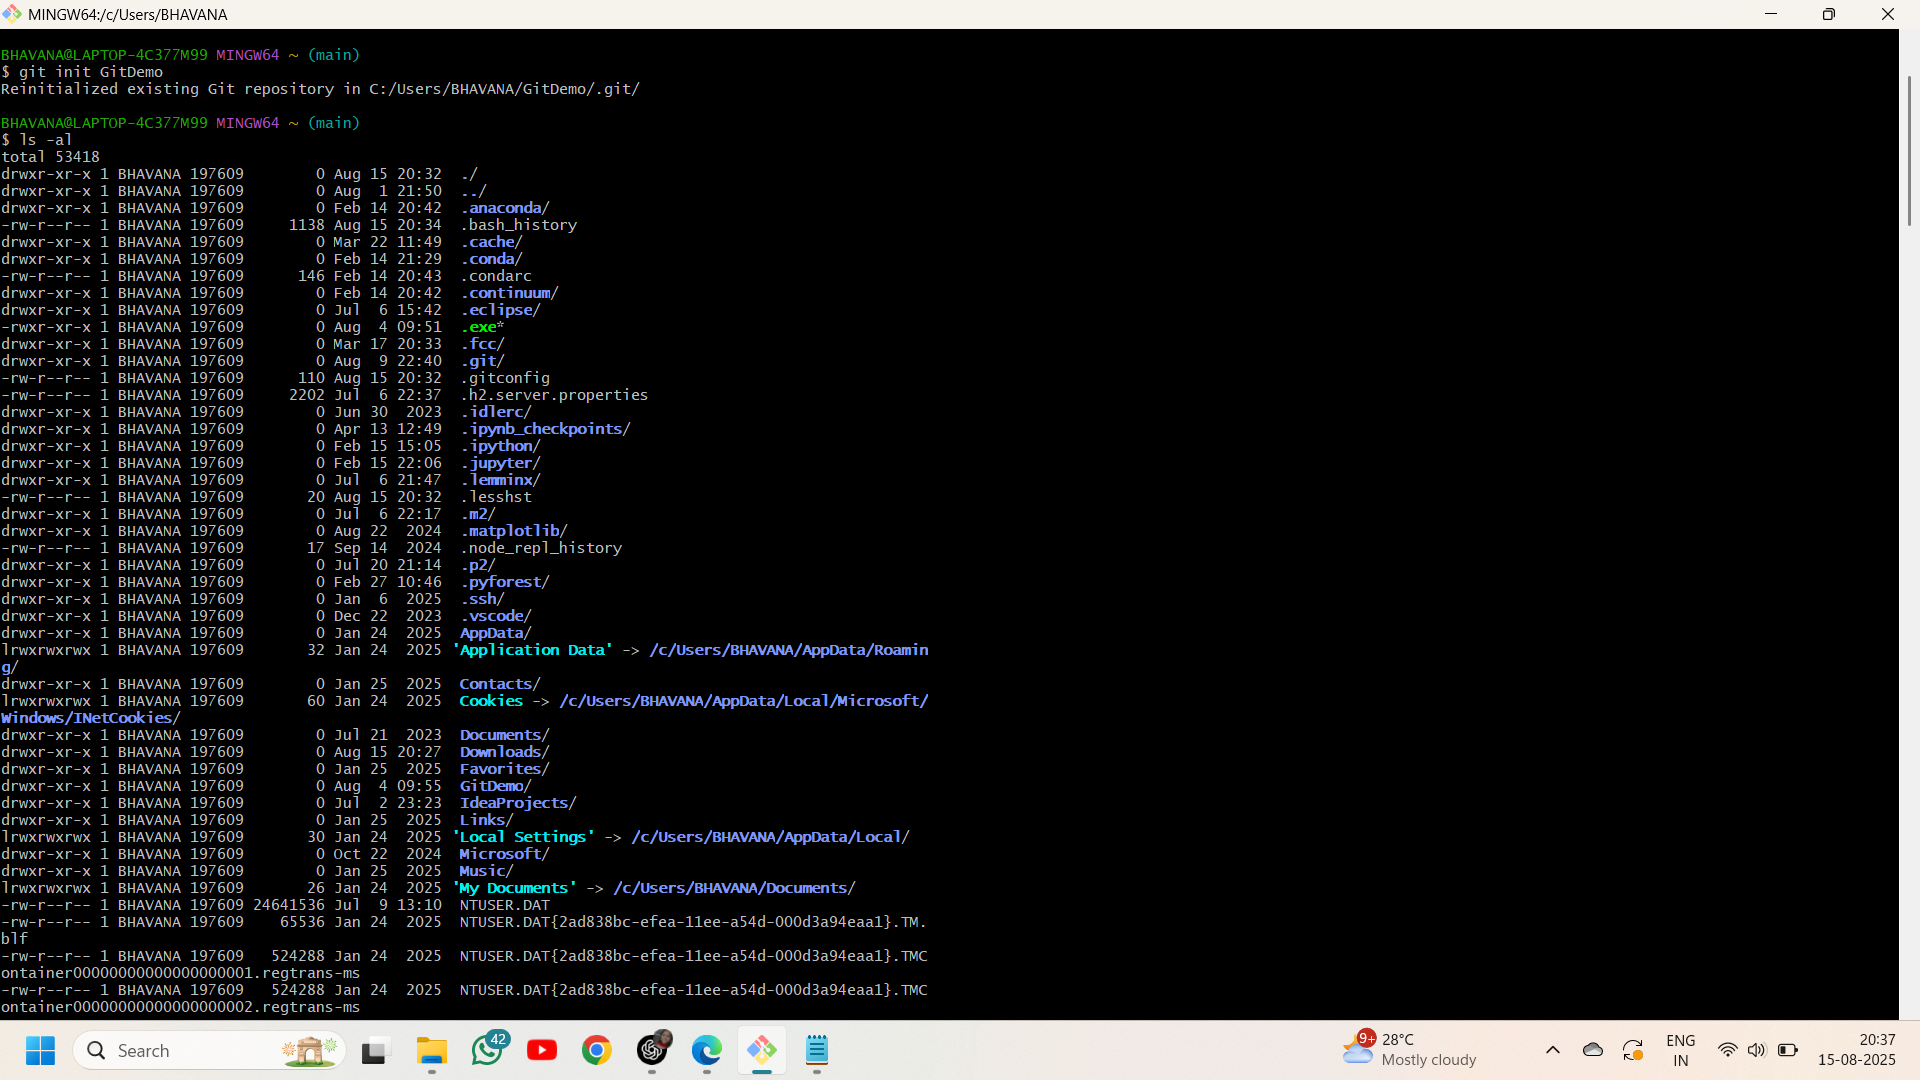 MINGW64:/c/Users/BHAVANA
BHAVANA@LAPTOP-4C377M99 MINGW64 ~ (main)
$ git init GitDemo
Reinitialized existing Git repository in C:/Users/BHAVANA/GitDemo/.git/
BHAVANA@LAPTOP-4C377M99 MINGW64 ~ (main)
$ ls -al
total 53418
drwxr-xr-x 1 BHAVANA 197609        0 Aug 15 20:32  ./
drwxr-xr-x 1 BHAVANA 197609        0 Aug  1 21:50  ../
drwxr-xr-x 1 BHAVANA 197609        0 Feb 14 20:42  .anaconda/
-rw-r--r-- 1 BHAVANA 197609     1138 Aug 15 20:34  .bash_history
drwxr-xr-x 1 BHAVANA 197609        0 Mar 22 11:49  .cache/
drwxr-xr-x 1 BHAVANA 197609        0 Feb 14 21:29  .conda/
-rw-r--r-- 1 BHAVANA 197609      146 Feb 14 20:43  .condarc
drwxr-xr-x 1 BHAVANA 197609        0 Feb 14 20:42  .continuum/
drwxr-xr-x 1 BHAVANA 197609        0 Jul  6 15:42  .eclipse/
-rwxr-xr-x 1 BHAVANA 197609        0 Aug  4 09:51  .exe*
drwxr-xr-x 1 BHAVANA 197609        0 Mar 17 20:33  .fcc/
drwxr-xr-x 1 BHAVANA 197609        0 Aug  9 22:40  .git/
-rw-r--r-- 1 BHAVANA 197609      110 Aug 15 20:32  .gitconfig
-rw-r--r-- 1 BHAVANA 197609     2202 Jul  6 22:37  .h2.server.properties
drwxr-xr-x 1 BHAVANA 197609        0 Jun 30  2023  .idlerc/
drwxr-xr-x 1 BHAVANA 197609        0 Apr 13 12:49  .ipynb_checkpoints/
drwxr-xr-x 1 BHAVANA 197609        0 Feb 15 15:05  .ipython/
drwxr-xr-x 1 BHAVANA 197609        0 Feb 15 22:06  .jupyter/
drwxr-xr-x 1 BHAVANA 197609        0 Jul  6 21:47  .lemminx/
-rw-r--r-- 1 BHAVANA 197609       20 Aug 15 20:32  .lesshst
drwxr-xr-x 1 BHAVANA 197609        0 Jul  6 22:17  .m2/
drwxr-xr-x 1 BHAVANA 197609        0 Aug 22  2024  .matplotlib/
-rw-r--r-- 1 BHAVANA 197609       17 Sep 14  2024  .node_repl_history
drwxr-xr-x 1 BHAVANA 197609        0 Jul 20 21:14  .p2/
drwxr-xr-x 1 BHAVANA 197609        0 Feb 27 10:46  .pyforest/
drwxr-xr-x 1 BHAVANA 197609        0 Jan  6  2025  .ssh/
drwxr-xr-x 1 BHAVANA 197609        0 Dec 22  2023  .vscode/
drwxr-xr-x 1 BHAVANA 197609        0 Jan 24  2025  AppData/
lrwxrwxrwx 1 BHAVANA 197609       32 Jan 24  2025 'Application Data' -> /c/Users/BHAVANA/AppData/Roamin
g/
drwxr-xr-x 1 BHAVANA 197609        0 Jan 25  2025  Contacts/
lrwxrwxrwx 1 BHAVANA 197609       60 Jan 24  2025  Cookies -> /c/Users/BHAVANA/AppData/Local/Microsoft/
Windows/INetCookies/
drwxr-xr-x 1 BHAVANA 197609        0 Jul 21  2023  Documents/
drwxr-xr-x 1 BHAVANA 197609        0 Aug 15 20:27  Downloads/
drwxr-xr-x 1 BHAVANA 197609        0 Jan 25  2025  Favorites/
drwxr-xr-x 1 BHAVANA 197609        0 Aug  4 09:55  GitDemo/
drwxr-xr-x 1 BHAVANA 197609        0 Jul  2 23:23  IdeaProjects/
drwxr-xr-x 1 BHAVANA 197609        0 Jan 25  2025  Links/
lrwxrwxrwx 1 BHAVANA 197609       30 Jan 24  2025 'Local Settings' -> /c/Users/BHAVANA/AppData/Local/
drwxr-xr-x 1 BHAVANA 197609        0 Oct 22  2024  Microsoft/
drwxr-xr-x 1 BHAVANA 197609        0 Jan 25  2025  Music/
lrwxrwxrwx 1 BHAVANA 197609       26 Jan 24  2025 'My Documents' -> /c/Users/BHAVANA/Documents/
-rw-r--r-- 1 BHAVANA 197609 24641536 Jul  9 13:10  NTUSER.DAT
-rw-r--r-- 1 BHAVANA 197609    65536 Jan 24  2025  NTUSER.DAT{2ad838bc-efea-11ee-a54d-000d3a94eaa1}.TM.
blf
-rw-r--r-- 1 BHAVANA 197609   524288 Jan 24  2025  NTUSER.DAT{2ad838bc-efea-11ee-a54d-000d3a94eaa1}.TMC
ontainer00000000000000000001.regtrans-ms
-rw-r--r-- 1 BHAVANA 197609   524288 Jan 24  2025  NTUSER.DAT{2ad838bc-efea-11ee-a54d-000d3a94eaa1}.TMC
ontainer00000000000000000002.regtrans-ms
Search
42
9+
28°C
Mostly cloudy
ENG
IN
20:37
15-08-2025